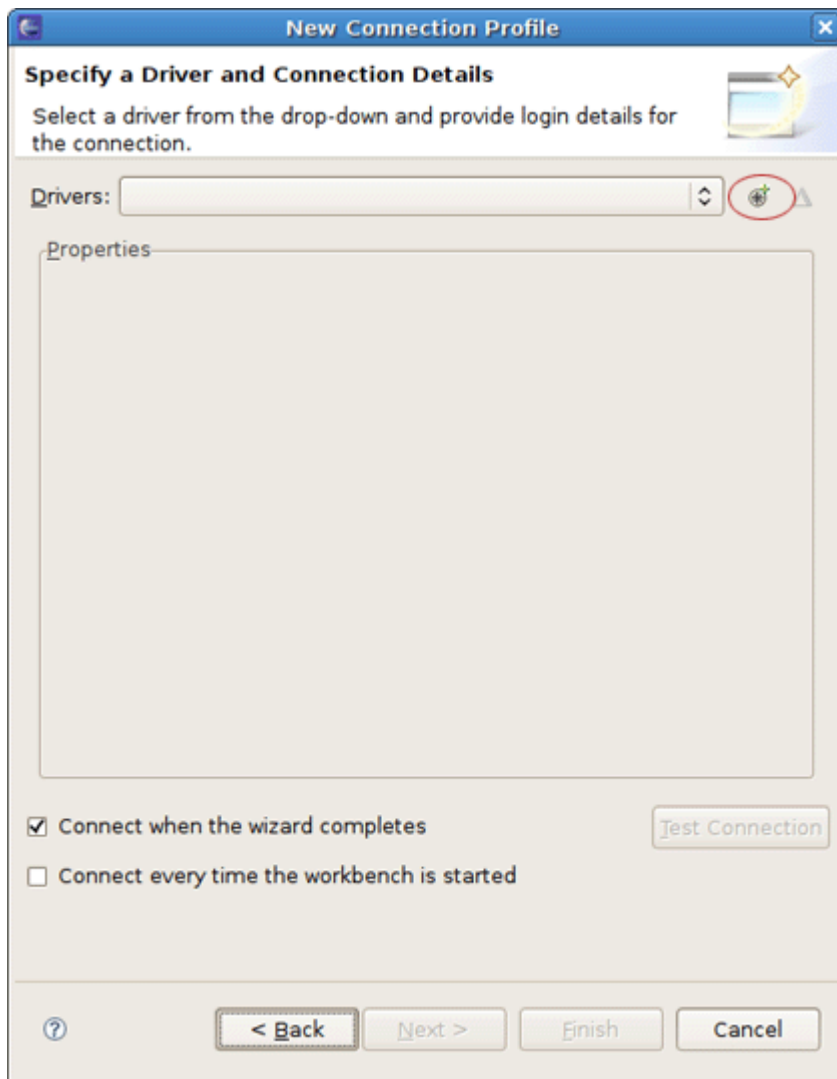 New Connection Profile
Specify a Driver and Connection Details
Select a driver from the drop-down and provide login details for
the connection.
Drivers:
Properties
Connect when the wizard completes
Test Connection
Connect every time the workbench is started
< Back
Next >
Finish
Cancel